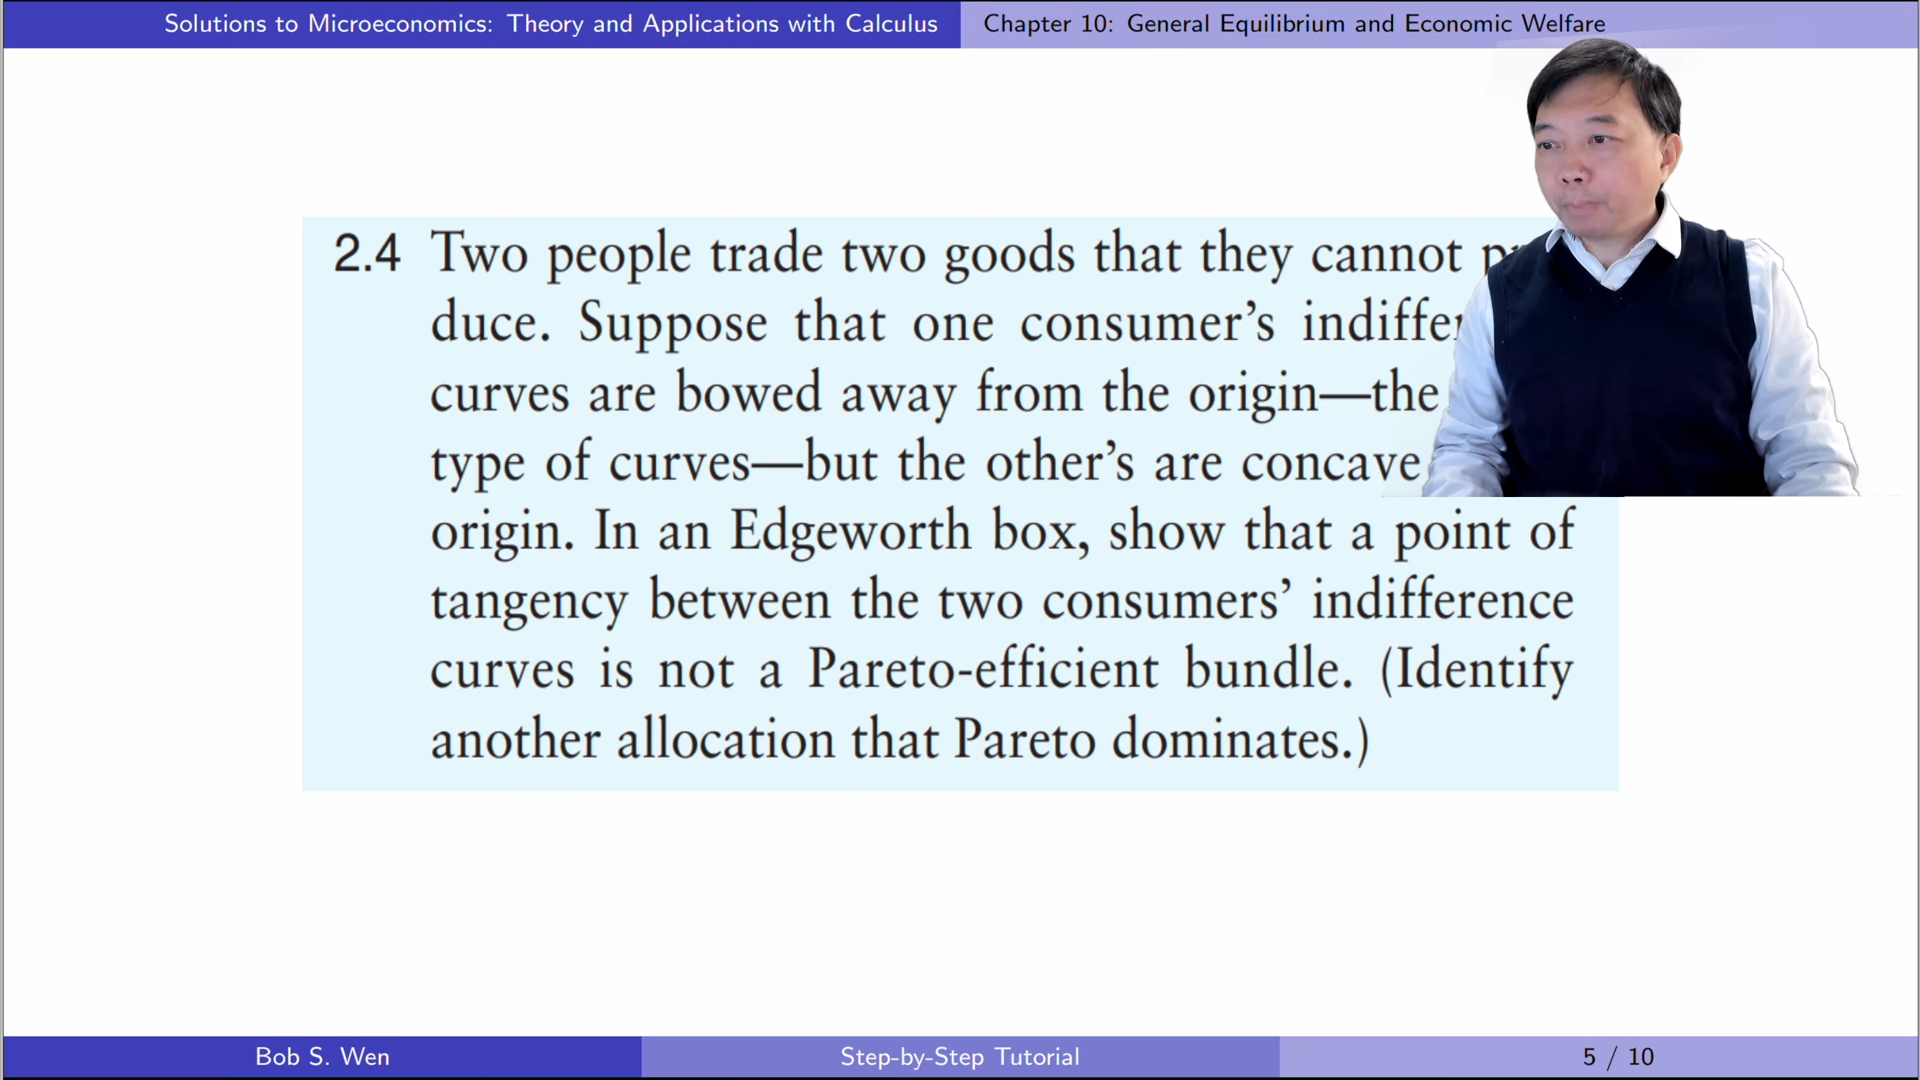 Solutions to Microeconomics: Theory and Applications with Calculus
Chapter 10: General Equilibrium and Economic Welfare
2.4 Two people trade two goods that they cannot
duce. Suppose that one consumer's
curves are bowed away from the origin—the
type of curves—but the other's are concave
origin. In an Edgeworth box, show that a point of
tangency between the two consumers' indifference
curves is not a Pareto-efficient bundle. (Identify
another allocation that Pareto dominates.)
Bob S. Wen
Step-by-Step Tutorial
5 / 10